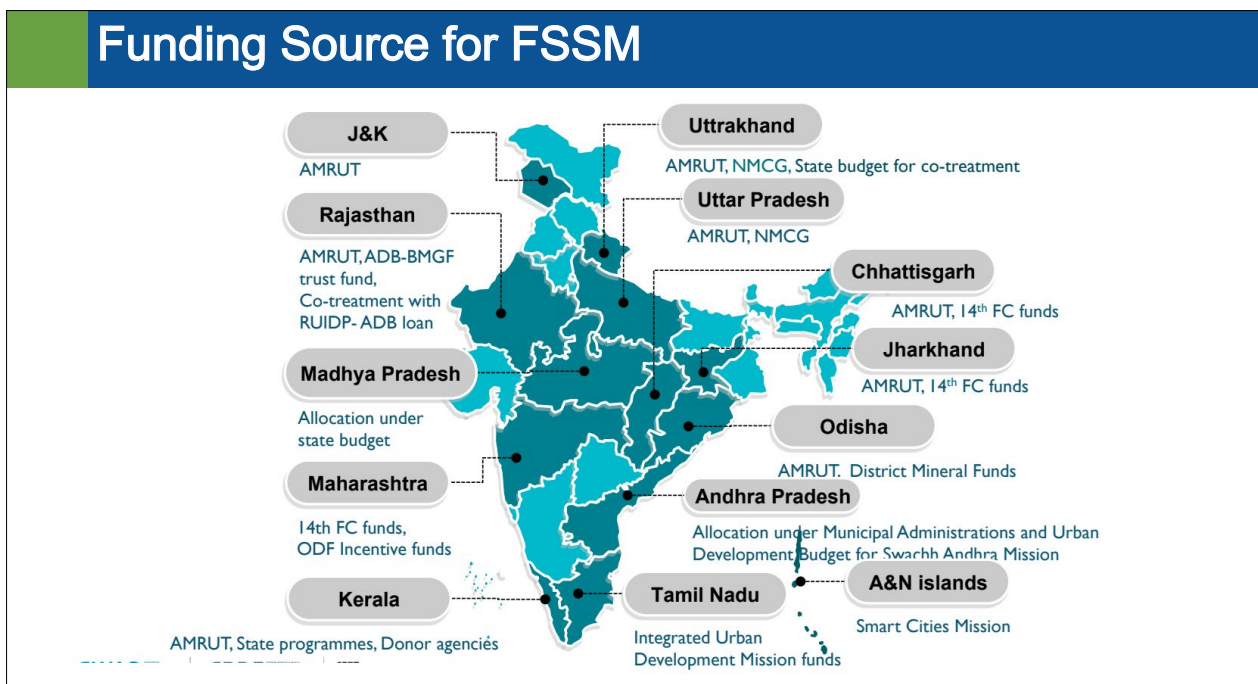 Funding Source for FSSM
J&K
AMRUT
Rajasthan
AMRUT, ADB-BMGF
trust fund,
Co-treatment with
RUIDP- ADB loan
Madhya Pradesh
Allocation under
state budget
Maharashtra
14th FC funds,
ODF Incentive funds
Kerala
AMRUT, State programmes, Donor agencies
Uttrakhand
AMRUT, NMCG, State budget for co-treatment
Uttar Pradesh
AMRUT, NMCG
Chhattisgarh
AMRUT, 14th FC funds
Jharkhand
AMRUT, 14th FC funds
Odisha
AMRUT. District Mineral Funds
Andhra Pradesh
Allocation under Municipal Administrations and Urban
Development, Budget for Swachh Andhra Mission
A&N islands
Smart Cities Mission
Tamil Nadu
Integrated Urban
Development Mission funds